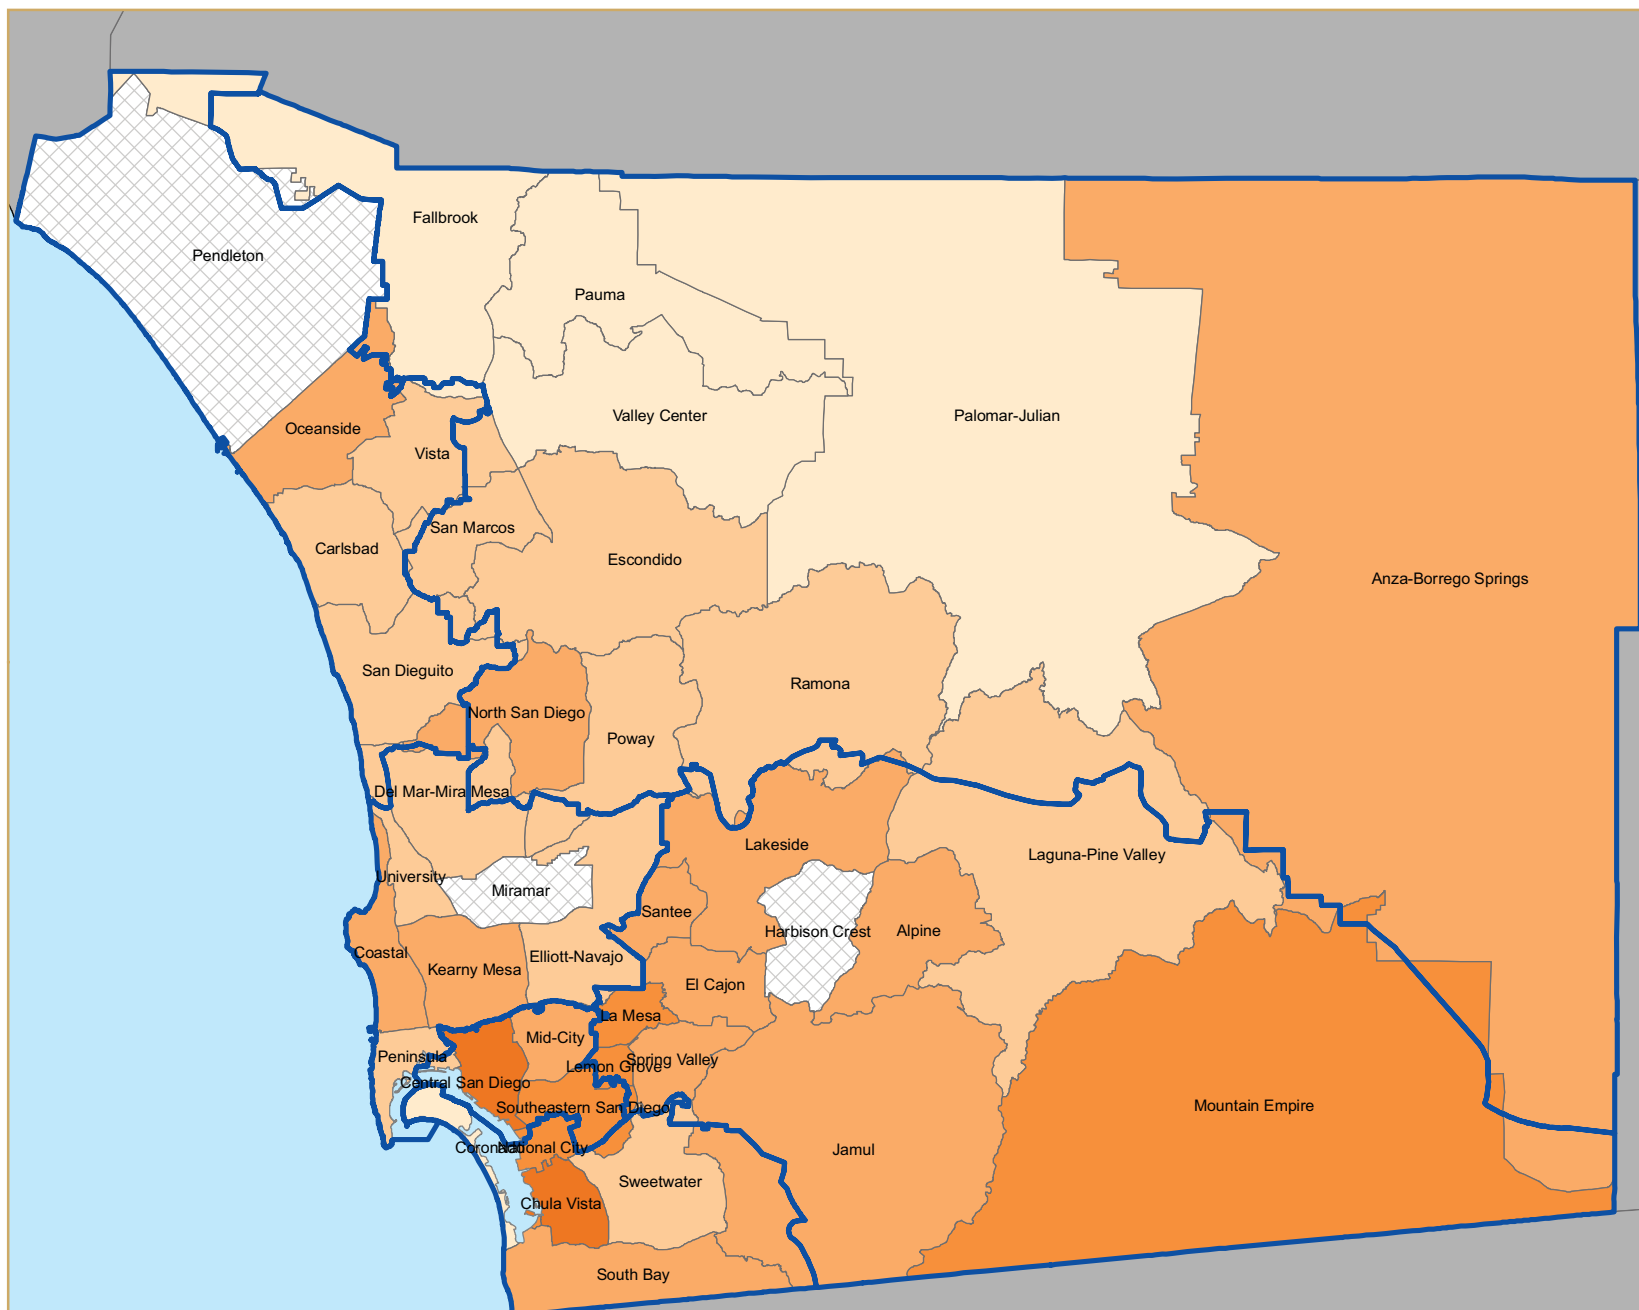 Fallbrook
Pendleton
Pauma
Valley Center
Palomar-Julian
Oceanside
Vista
San Marcos
Carlsbad
Escondido
Anza-Borrego Springs
San Dieguito
Ramona
North San Diego
Poway
Del Mar-Mira Mesa
Lakeside
Laguna-Pine Valley
University
Miramar
Santee
Harbison Crest
Alpine
Coastal
Elliott-Navajo
Kearny Mesa
El Cajon
La Mesa
Mid-City
Peninsula
Lemon Grove
Spring Valley
Central San Diego
Southeastern San Diego
Mountain Empire
Coronado
National City
Jamul
Sweetwater
Chula Vista
South Bay